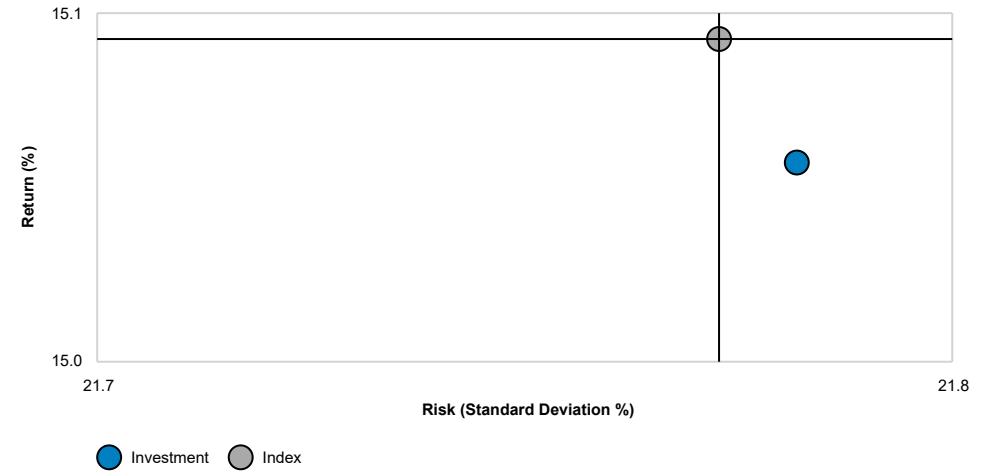 15.1
Return (%)
15.0
21.7
21.8
Risk (Standard Deviation %)
Investment
Index